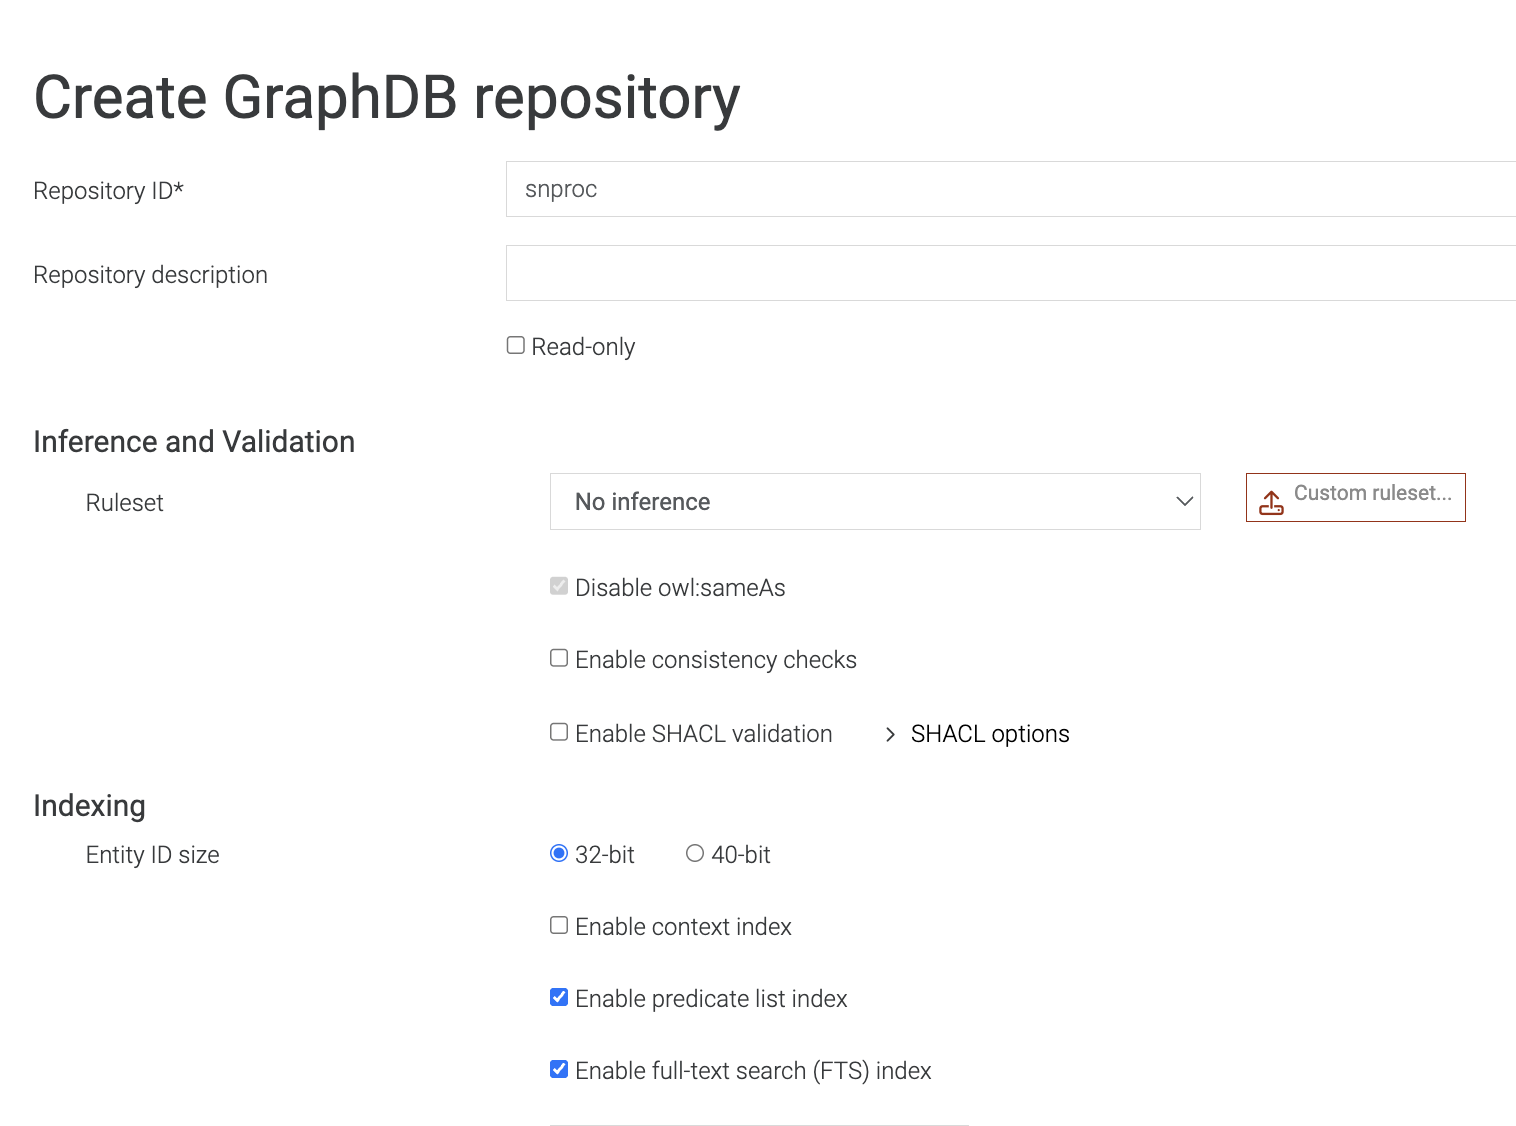 Create GraphDB repository
Repository ID*
snproc
Repository description
Read-only
Inference and Validation
Ruleset
No inference
Custom ruleset...
Disable owl:sameAs
Enable consistency checks
Enable SHACL validation
SHACL options
Indexing
Entity ID size
32-bit
40-bit
Enable context index
Enable predicate list index
Enable full-text search (FTS) index